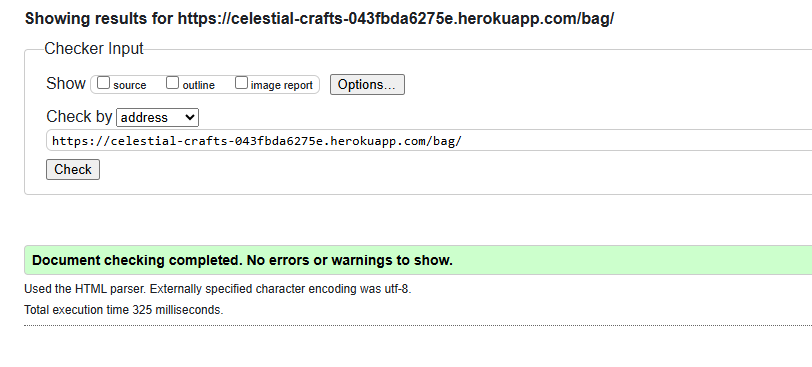 Showing results for https://celestial-crafts-043fbda6275e.herokuapp.com/bag/
Checker Input
Show source outline image report Options...
Check by address
https://celestial-crafts-043fbda6275e.herokuapp.com/bag/
Check
Document checking completed. No errors or warnings to show.
Used the HTML parser. Externally specified character encoding was utf-8.
Total execution time 325 milliseconds.